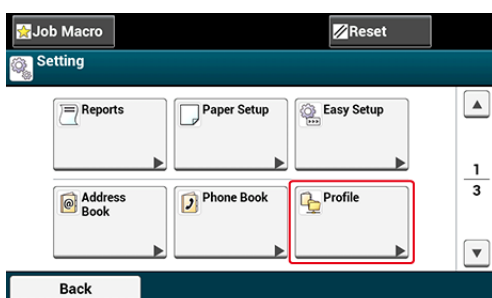 Job Macro
Reset
Setting
Reports
Paper Setup
Easy Setup
Address
Book
Phone Book
Profile
1
3
Back